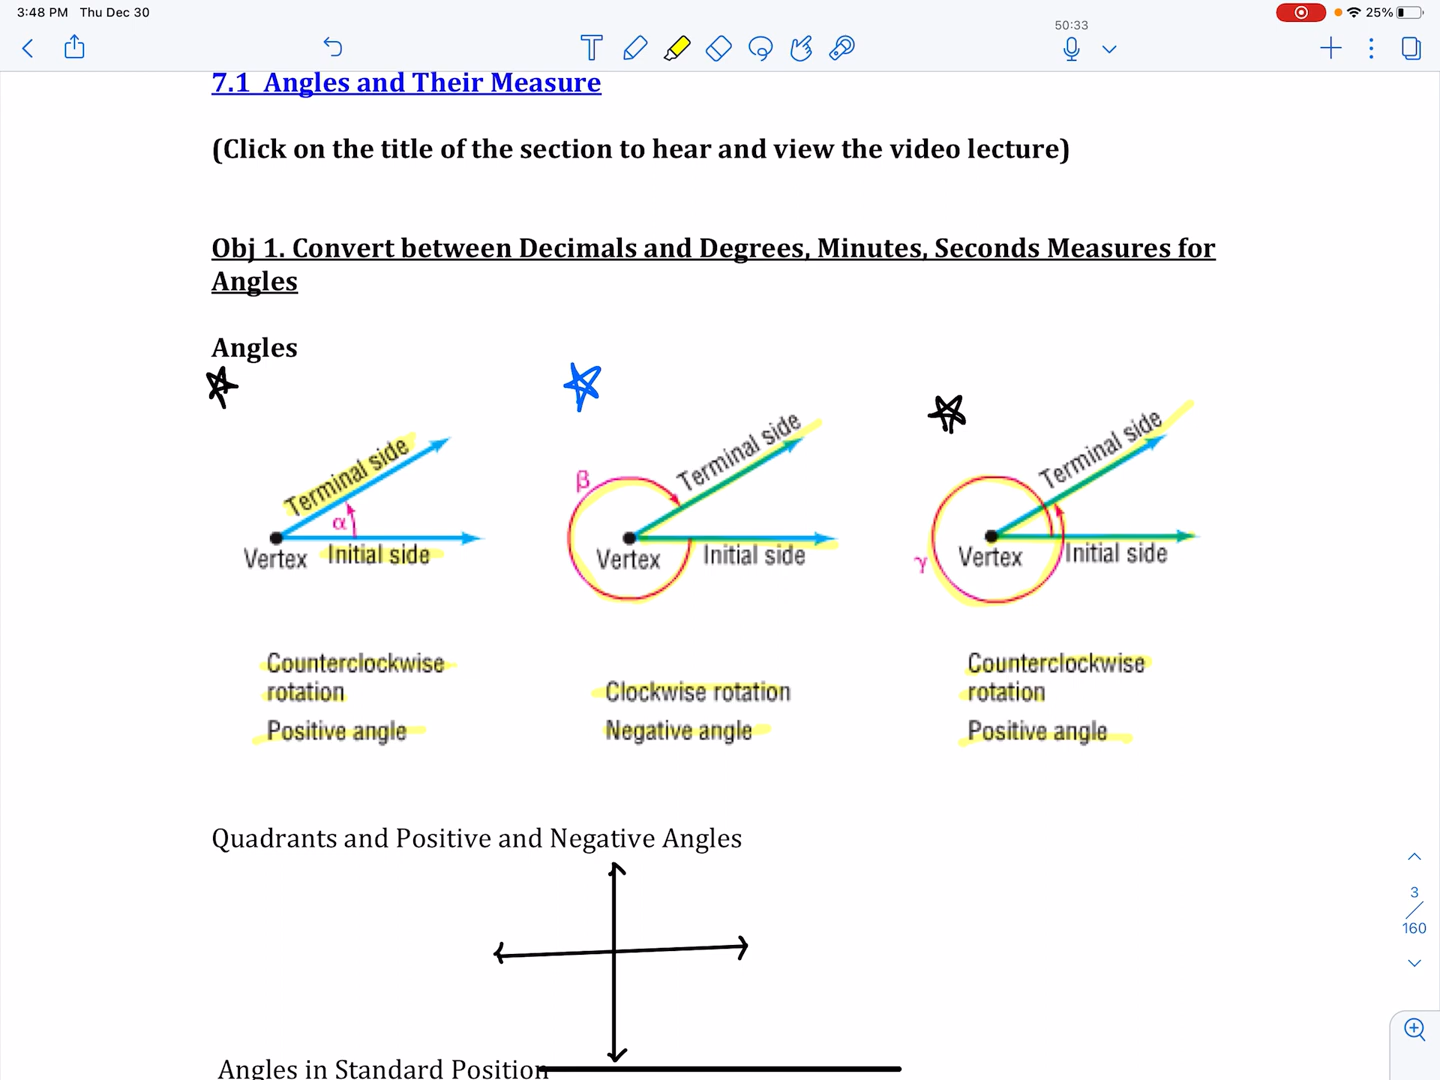 3:48 PM Thu Dec 30
25%
50:33
7.1 Angles and Their Measure
(Click on the title of the section to hear and view the video lecture)
Obj 1. Convert between Decimals and Degrees, Minutes, Seconds Measures for
Angles
Angles
Terminal side
α
Vertex
Initial side
Counterclockwise
rotation
Positive angle
β
Terminal side
Vertex
Initial side
Clockwise rotation
Negative angle
Terminal side
γ
Vertex
Initial side
Counterclockwise
rotation
Positive angle
Quadrants and Positive and Negative Angles
3
/
160
Angles in Standard Position